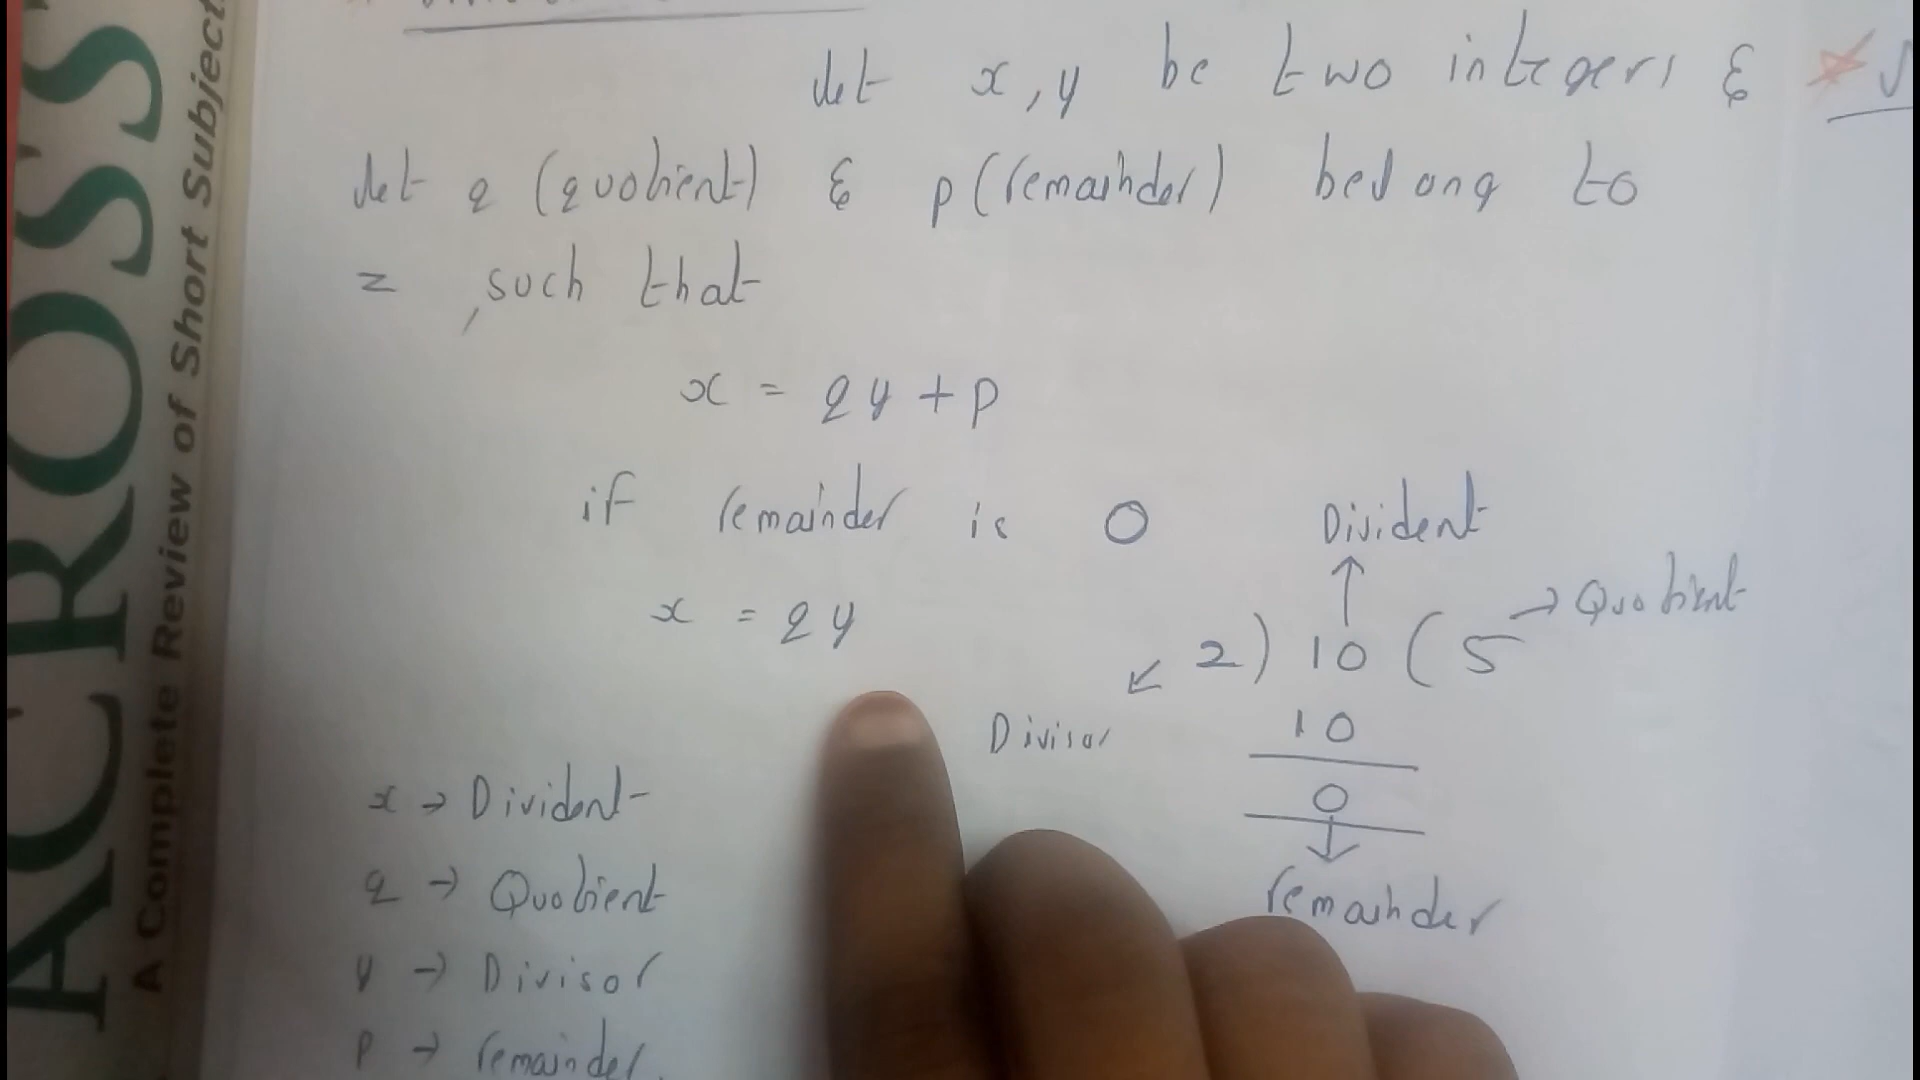 ACROSS
A Complete Review of Short Subject
Let x, y be two integers &
Let q (quotient) & p (remainder) belong to
z , such that
x = qy + p
if remainder is 0
x = qy
Divident
2) 10 ( 5 → Quotient
Divisor
10
0
remainder
x → Divident
q → Quotient
y → Divisor
p → remainder.